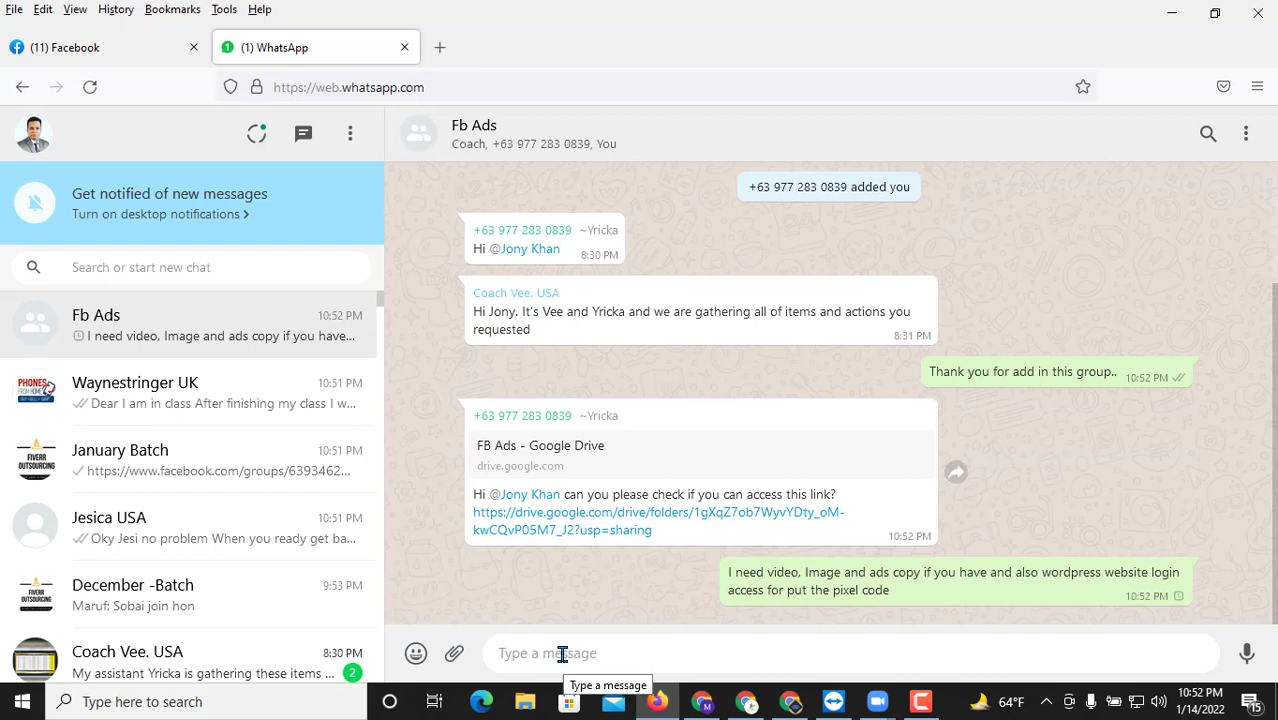 File Edit View History Bookmarks Tools Help
(11) Facebook
(1) WhatsApp
https://web.whatsapp.com
Get notified of new messages
Turn on desktop notifications >
Search or start new chat
Fb Ads 10:52 PM
I need video, Image and ads copy if you have...
Waynestringer UK 10:51 PM
Dear I am in class After finishing my class I w...
January Batch 10:51 PM
https://www.facebook.com/groups/6393462...
Jesica USA 10:51 PM
Oky Jesi no problem When you ready get ba...
December -Batch 9:53 PM
Maruf: Sobai join hon
Coach Vee. USA 8:30 PM
My assistant Yricka is gathering these items ... 2
PHONES
FROM HOME
FIVERR
OUTSOURCING
FIVERR
OUTSOURCING
Fb Ads
Coach, +63 977 283 0839, You
+63 977 283 0839 added you
+63 977 283 0839 ~Yricka
Hi @Jony Khan
8:30 PM
Coach Vee. USA
Hi Jony. It's Vee and Yricka and we are gathering all of items and actions you
requested
8:31 PM
Thank you for add in this group.. 10:52 PM
+63 977 283 0839 ~Yricka
FB Ads - Google Drive
drive.google.com
Hi @Jony Khan can you please check if you can access this link?
https://drive.google.com/drive/folders/1gXqZ7ob7WyvYDty_oM-
kwCQvP05M7_J2?usp=sharing
10:52 PM
I need video, Image and ads copy if you have and also wordpress website login
access for put the pixel code
10:52 PM
Type a message
Type a message
Type here to search
64°F
10:52 PM
1/14/2022
15